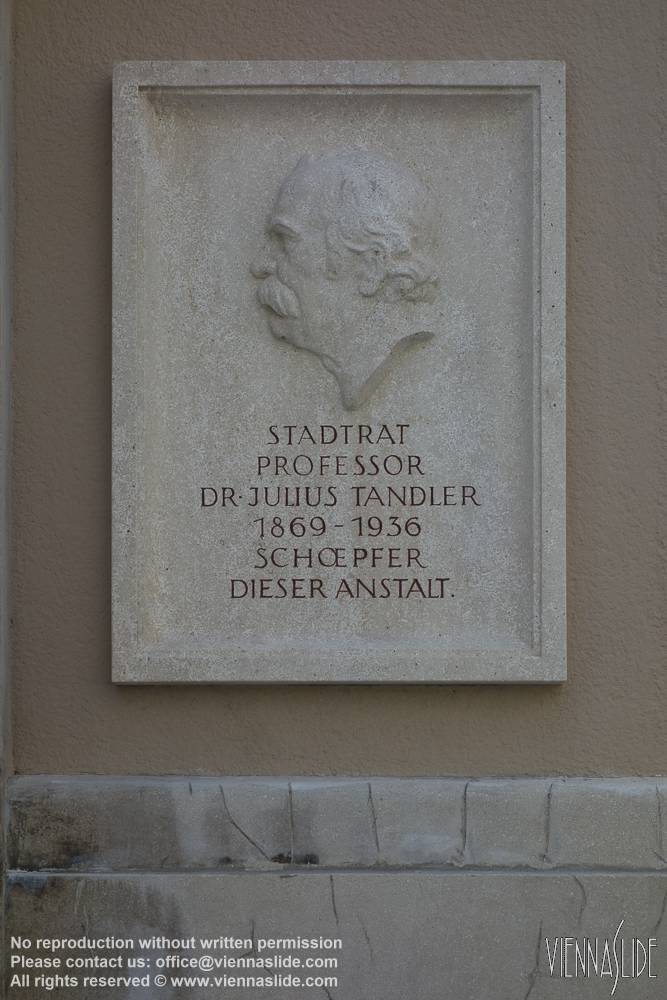 STADTRAT
PROFESSOR
DR· JULIUS TANDLER
1869 - 1936
SCHŒPFER
DIESER ANSTALT.
No reproduction without written permission
Please contact us: office@viennaslide.com
All rights reserved © www.viennaslide.com
VIENNASLIDE